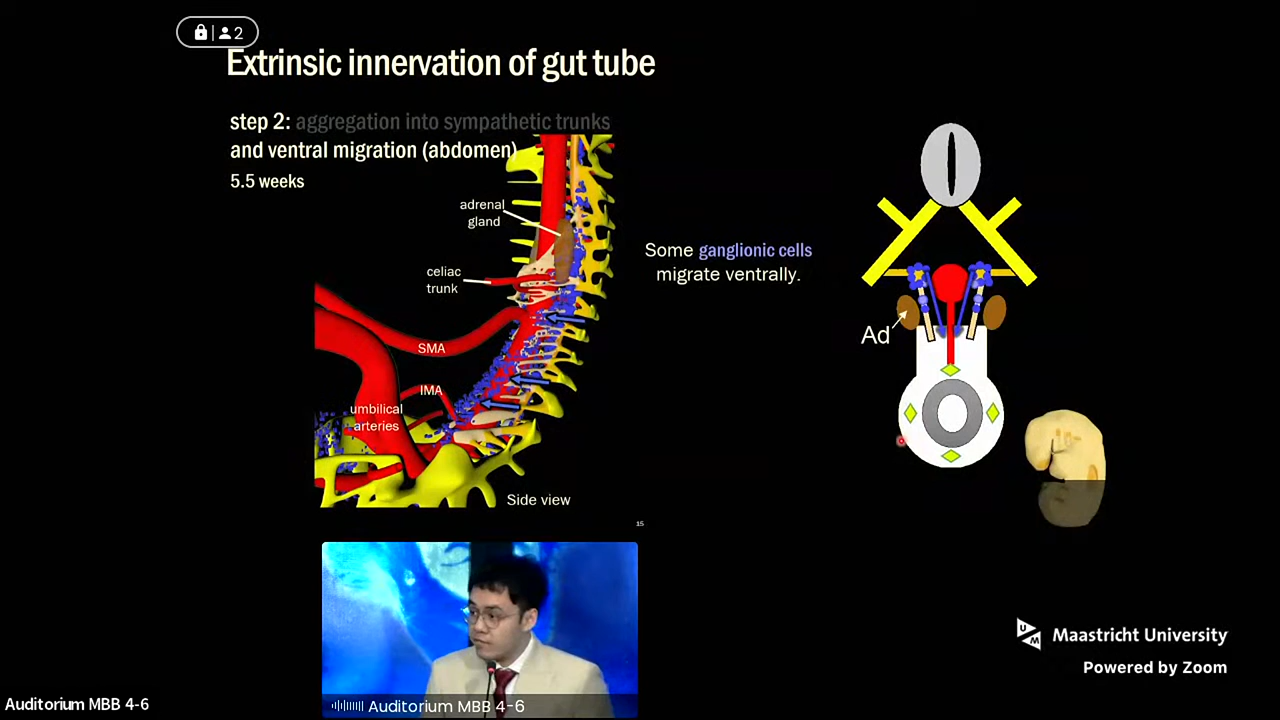 2
Extrinsic innervation of gut tube
step 2: aggregation into sympathetic trunks
and ventral migration (abdomen)
5.5 weeks
adrenal
gland
celiac
trunk
SMA
IMA
umbilical
arteries
Side view
Some ganglionic cells
migrate ventrally.
Ad
15
UM
Maastricht University
Powered by Zoom
Auditorium MBB 4-6
Auditorium MBB 4-6